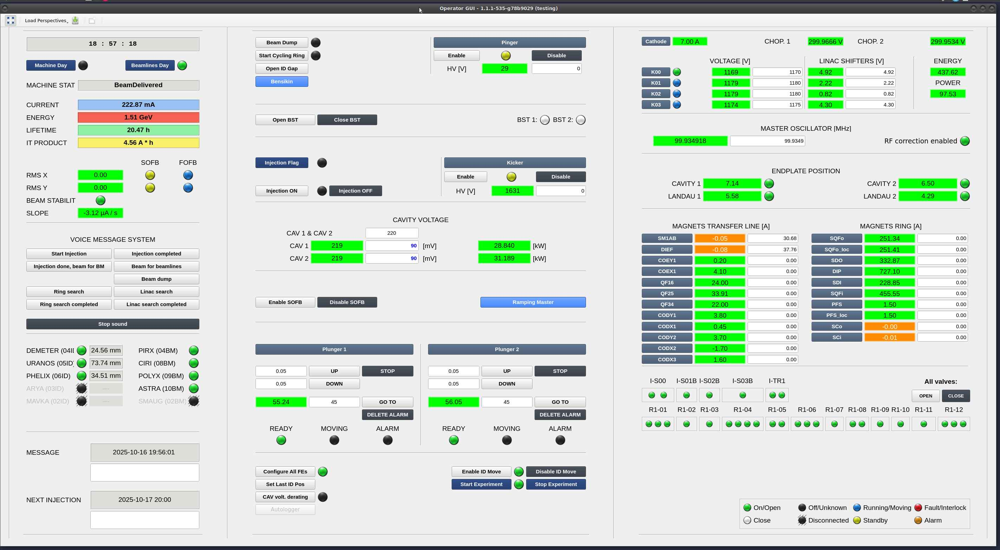 Operator GUI - 1.1.1-535-g78b9029 (testing)
Load Perspectives
18 : 57 : 18
Machine Day Beamlines Day
MACHINE STAT BeamDelivered
CURRENT 222.87 mA
ENERGY 1.51 GeV
LIFETIME 20.47 h
IT PRODUCT 4.56 A * h
SOFB FOFB
RMS X 0.00
RMS Y 0.00
BEAM STABILIT
SLOPE -3.12 µA / s
VOICE MESSAGE SYSTEM
Start Injection Injection completed
Injection done, beam for BM Beam for beamlines
Beam dump
Ring search Linac search
Ring search completed Linac search completed
Stop sound
DEMETER (04I 24.56 mm PIRX (04BM)
URANOS (05ID) 73.74 mm CIRI (08BM)
PHELIX (06ID) 34.51 mm POLYX (09BM)
ARYA (03ID) --- ASTRA (10BM)
MAVKA (02ID) --- SMAUG (02BM)
MESSAGE 2025-10-16 19:56:01
NEXT INJECTION 2025-10-17 20:00
Beam Dump Pinger
Start Cycling Ring Enable Disable
Open ID Gap HV [V] 29 0
Bensikin
Open BST Close BST BST 1: BST 2:
Injection Flag Kicker
Enable Disable
Injection ON Injection OFF HV [V] 1631 0
CAVITY VOLTAGE
CAV 1 & CAV 2 220
CAV 1 219 90 [mV] 28.840 [kW]
CAV 2 219 90 [mV] 31.189 [kW]
Enable SOFB Disable SOFB Ramping Master
Plunger 1 Plunger 2
0.05 UP STOP 0.05 UP STOP
0.05 DOWN 0.05 DOWN
55.24 45 GO TO 56.05 45 GO TO
DELETE ALARM DELETE ALARM
READY MOVING ALARM READY MOVING ALARM
Configure All FEs Enable ID Move Disable ID Move
Set Last ID Pos Start Experiment Stop Experiment
CAV volt. derating
Autologger
Cathode 7.00 A CHOP. 1 299.9666 V CHOP. 2 299.9534 V
VOLTAGE [V] LINAC SHIFTERS [V] ENERGY
K00 1169 1170 4.92 4.92 437.62
K01 1179 1180 2.22 2.22 POWER
K02 1179 1180 0.82 0.82 97.53
K03 1174 1175 4.30 4.30
MASTER OSCILLATOR [MHz]
99.934918 99.9349 RF correction enabled
ENDPLATE POSITION
CAVITY 1 7.14 CAVITY 2 6.50
LANDAU 1 5.58 LANDAU 2 4.29
MAGNETS TRANSFER LINE [A] MAGNETS RING [A]
SM1AB -0.05 30.68 SQFo 251.34 0.00
DIEF -0.08 37.76 SQFo_loc 251.41 0.00
COEY1 0.20 0.00 SDO 332.87 0.00
COEX1 4.10 0.00 DIP 727.10 0.00
QF16 24.00 0.00 SDI 228.85 0.00
QF25 33.91 0.00 SQFi 455.55 0.00
QF34 22.00 0.00 PFS 1.50 0.00
CODY1 3.80 0.00 PFS_loc 1.50 0.00
CODX1 0.45 0.00 SCo -0.00 0.00
CODY2 3.70 0.00 SCi -0.01 0.00
CODX2 -1.70 0.00
CODX3 1.60 0.00
I-S00 I-S01B I-S02B I-S03B I-TR1 All valves:
OPEN CLOSE
R1-01 R1-02 R1-03 R1-04 R1-05 R1-06 R1-07 R1-08 R1-09 R1-10 R1-11 R1-12
On/Open Off/Unknown Running/Moving Fault/Interlock
Close Disconnected Standby Alarm